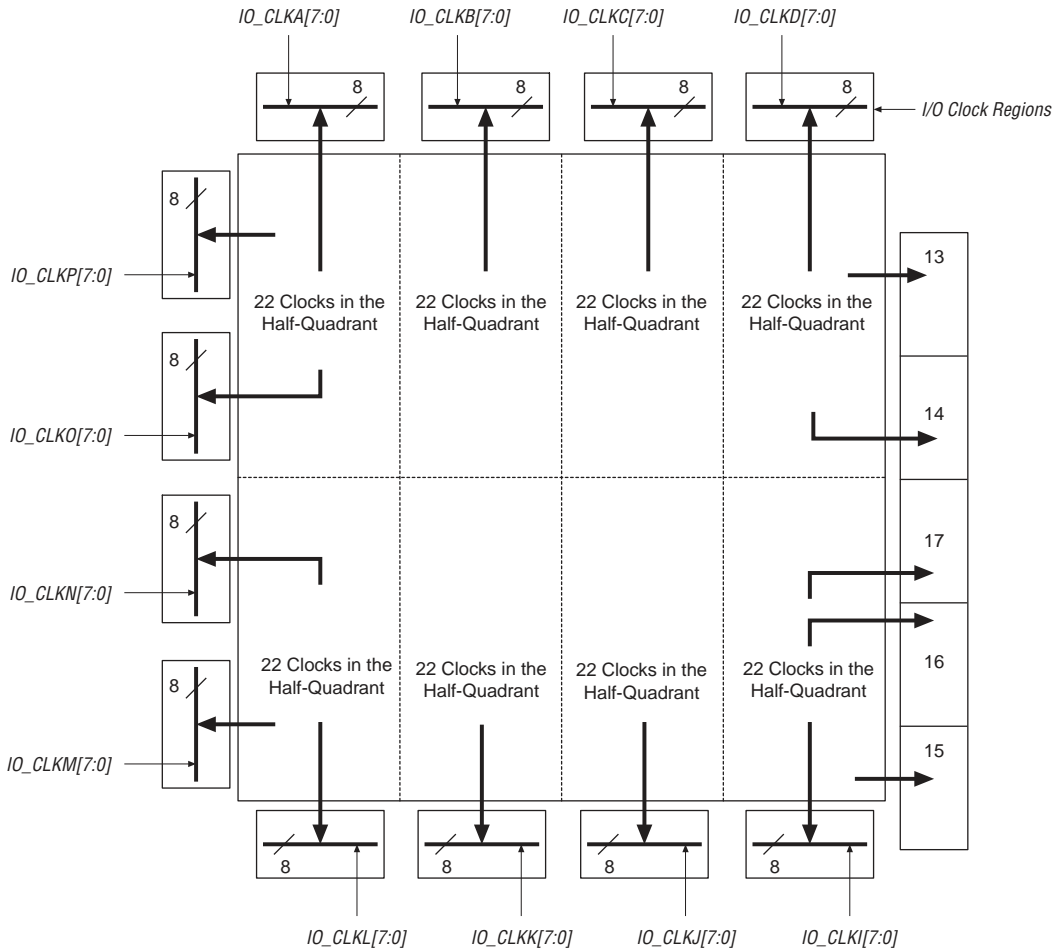 IO_CLKA[7:0]
IO_CLKB[7:0]
IO_CLKC[7:0]
IO_CLKD[7:0]
8
8
8
8
I/O Clock Regions
8
IO_CLKP[7:0]
13
22 Clocks in the
Half-Quadrant
22 Clocks in the
Half-Quadrant
22 Clocks in the
Half-Quadrant
22 Clocks in the
Half-Quadrant
8
IO_CLKO[7:0]
14
8
IO_CLKN[7:0]
17
22 Clocks in the
Half-Quadrant
22 Clocks in the
Half-Quadrant
22 Clocks in the
Half-Quadrant
22 Clocks in the
Half-Quadrant
16
8
IO_CLKM[7:0]
15
8
8
8
8
IO_CLKL[7:0]
IO_CLKK[7:0]
IO_CLKJ[7:0]
IO_CLKI[7:0]